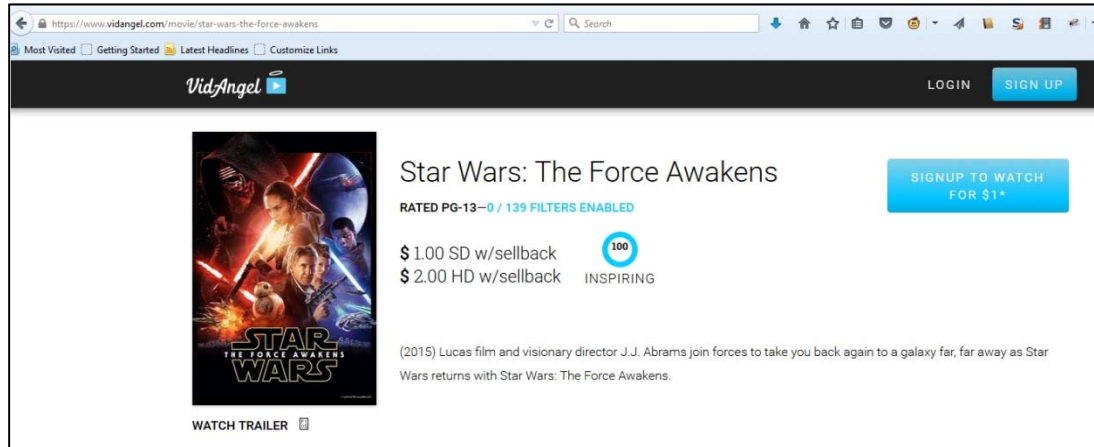 https://www.vidangel.com/movie/star-wars-the-force-awakens
Search
Most Visited Getting Started Latest Headlines Customize Links
VidAngel
LOGIN
SIGN UP
Star Wars: The Force Awakens
SIGNUP TO WATCH
FOR $1*
RATED PG-13—0 / 139 FILTERS ENABLED
$ 1.00 SD w/sellback
$ 2.00 HD w/sellback
100
INSPIRING
STAR
THE FORCE AWAKENS
WARS
(2015) Lucas film and visionary director J.J. Abrams join forces to take you back again to a galaxy far, far away as Star
Wars returns with Star Wars: The Force Awakens.
WATCH TRAILER